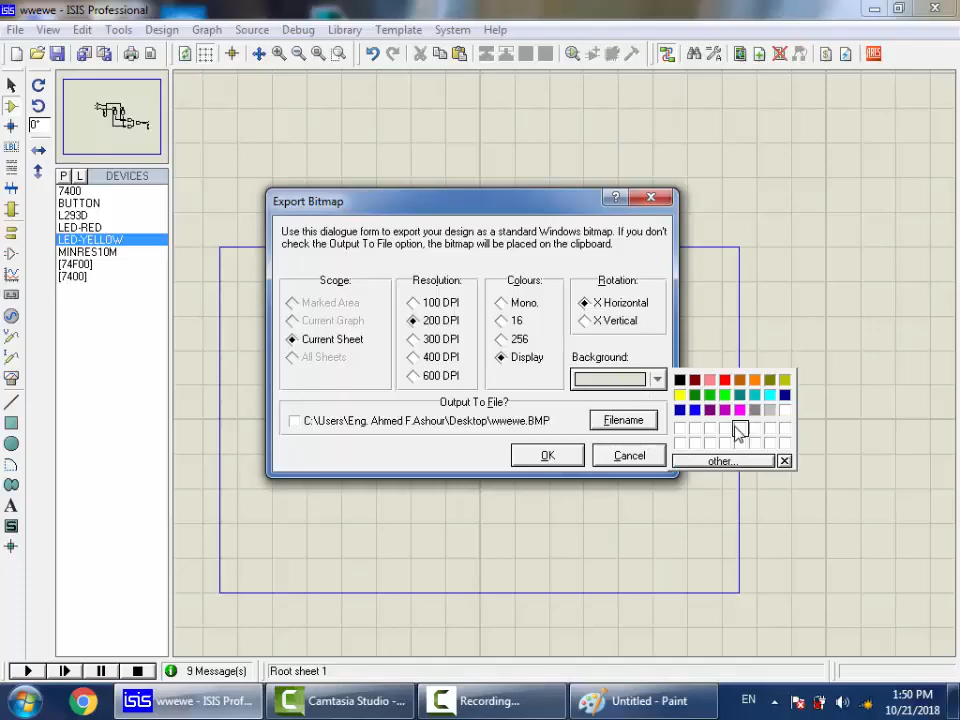 wwewe - ISIS Professional
File View Edit Tools Design Graph Source Debug Library Template System Help
0°
P L DEVICES
7400
BUTTON
L293D
LED-RED
LED-YELLOW
MINRES10M
[74F00]
[7400]
LBL
A
S
ARES
Export Bitmap
Use this dialogue form to export your design as a standard Windows bitmap. If you don't
check the Output To File option, the bitmap will be placed on the clipboard.
Scope: Resolution: Colours: Rotation:
Marked Area 100 DPI Mono. X Horizontal
Current Graph 200 DPI 16 X Vertical
Current Sheet 300 DPI 256
All Sheets 400 DPI Display Background:
600 DPI
Output To File?
C:\Users\Eng. Ahmed F.Ashour\Desktop\wwewe.BMP Filename
OK Cancel
other...
9 Message(s) Root sheet 1
isis wwewe - ISIS Prof... Camtasia Studio -... Recording... Untitled - Paint EN 1:50 PM
10/21/2018